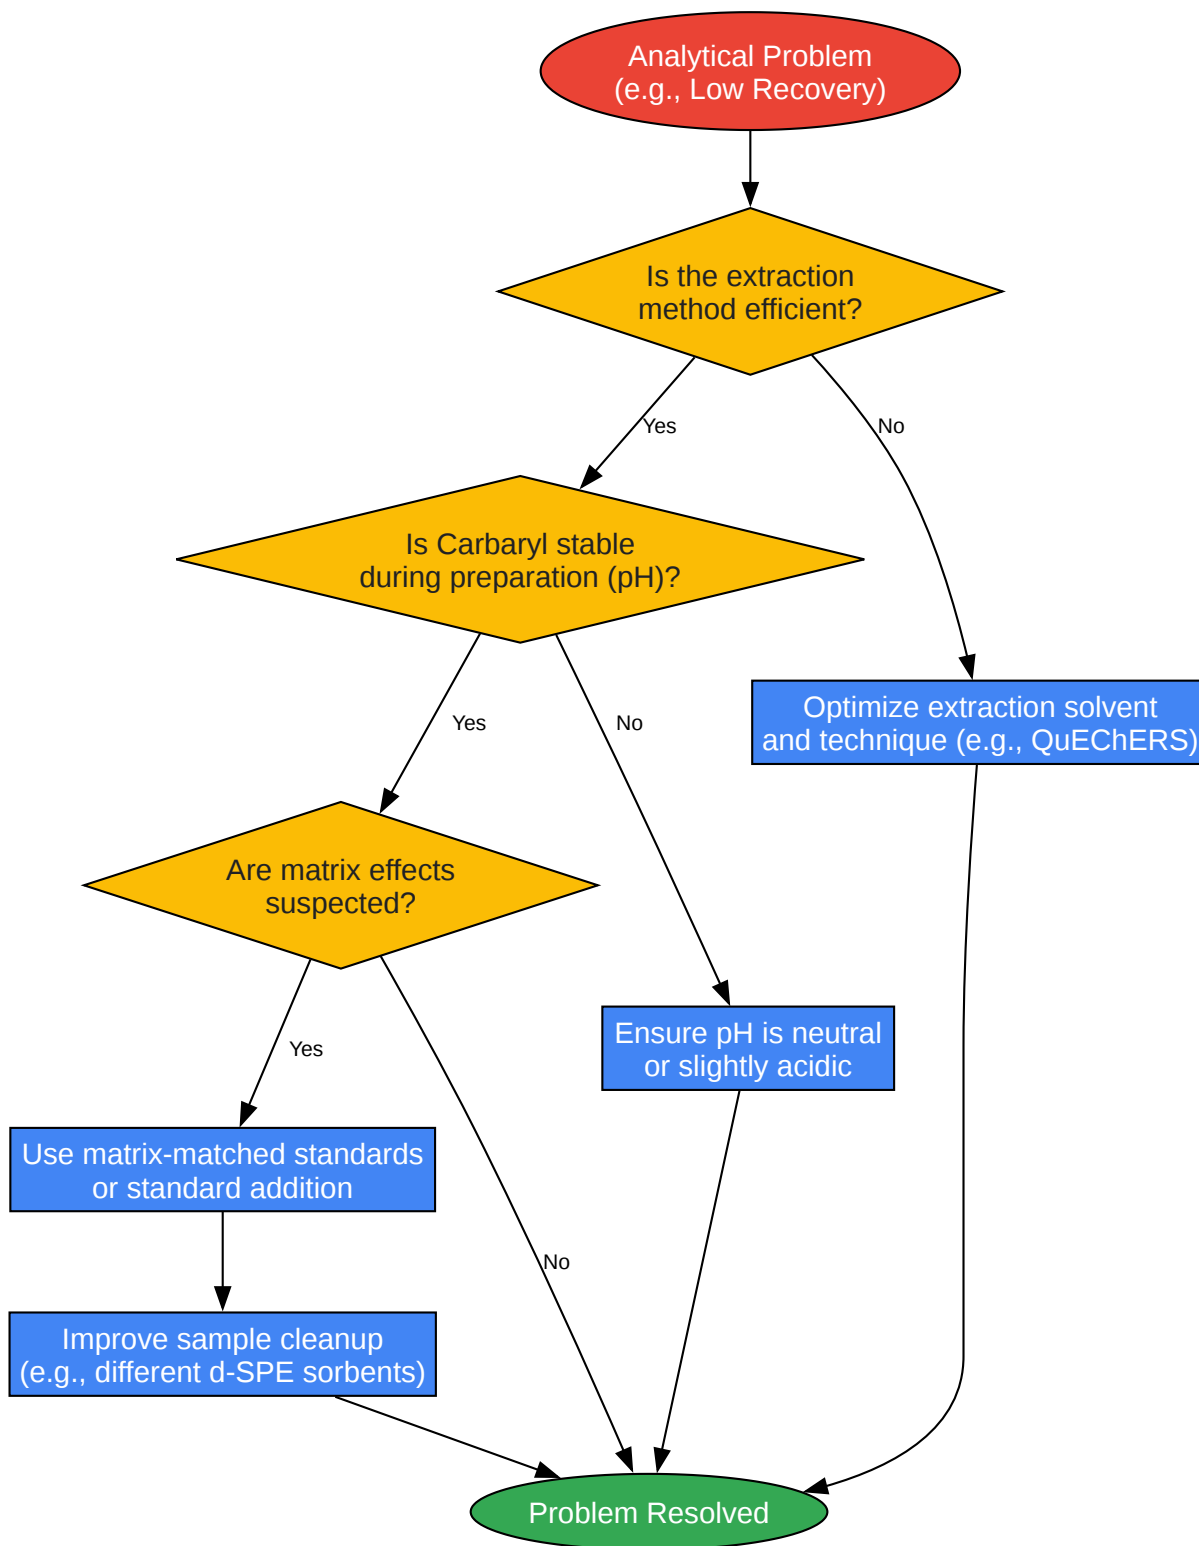 Analytical Problem
(e.g., Low Recovery)
Is the extraction
method efficient?
Yes
No
Is Carbaryl stable
during preparation (pH)?
Optimize extraction solvent
and technique (e.g., QuEChERS)
Yes
No
Are matrix effects
suspected?
Ensure pH is neutral
or slightly acidic
Yes
Use matrix-matched standards
or standard addition
No
Improve sample cleanup
(e.g., different d-SPE sorbents)
Problem Resolved